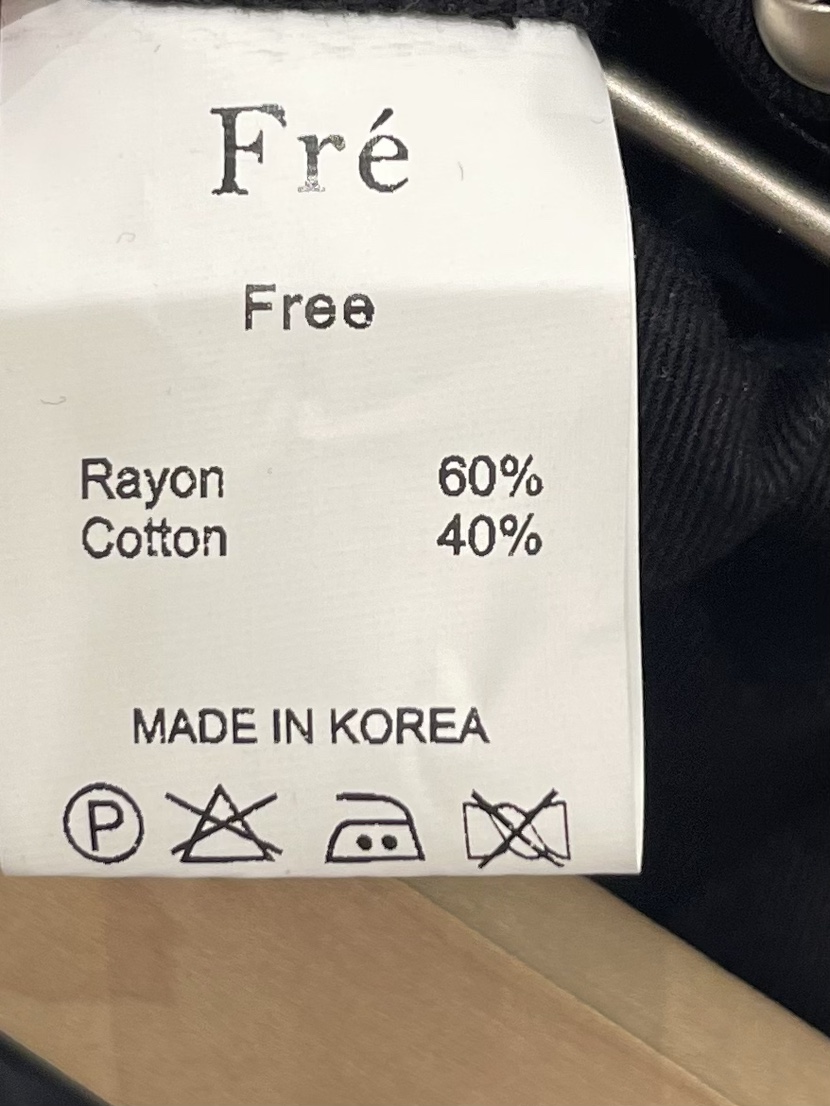 Fré
Free
Rayon 60%
Cotton 40%
MADE IN KOREA
P